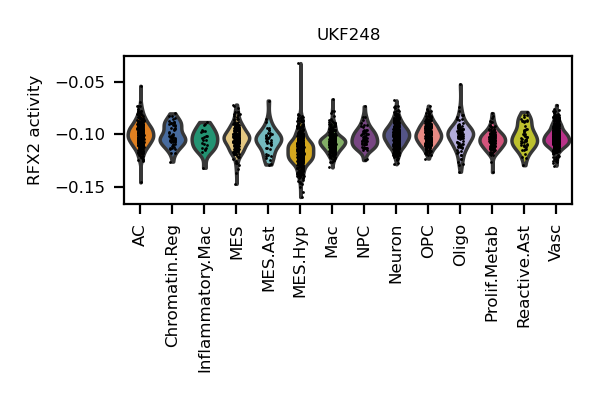 UKF248
RFX2 activity
−0.05
−0.10
−0.15
AC
Chromatin.Reg
Inflammatory.Mac
MES
MES.Ast
MES.Hyp
Mac
NPC
Neuron
OPC
Oligo
Prolif.Metab
Reactive.Ast
Vasc